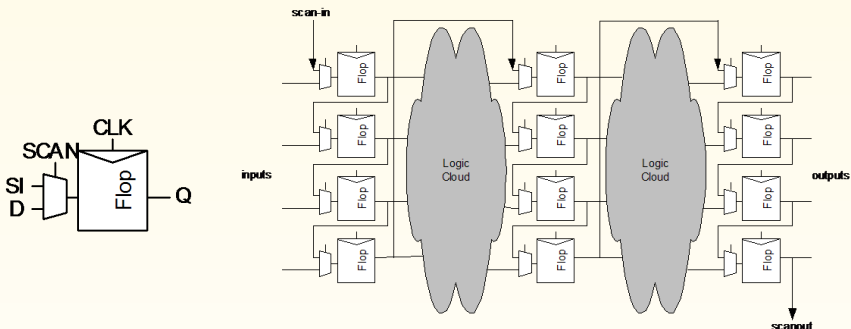 scan-in
Flop
Flop
Flop
Flop
Flop
Flop
Flop
Flop
Flop
Flop
Flop
Flop
Logic
Cloud
Logic
Cloud
inputs
outputs
scanout
CLK
SCAN
SI
D
Flop
Q